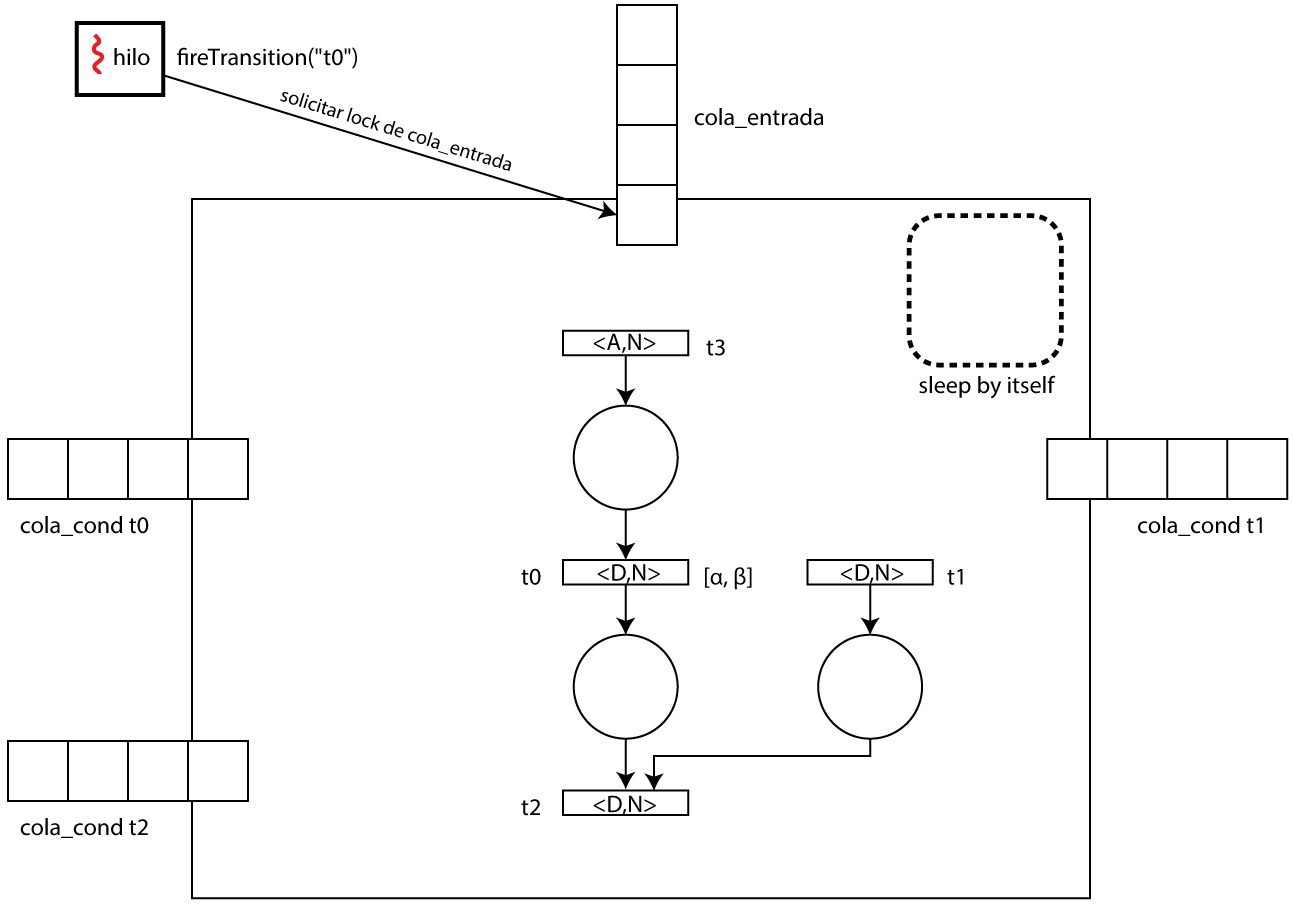 hilo
fireTransition("t0")
solicitar lock de cola_entrada
cola_entrada
<A,N>
t3
sleep by itself
cola_cond t0
cola_cond t1
t0
<D,N>
[α, β]
<D,N>
t1
t2
<D,N>
cola_cond t2